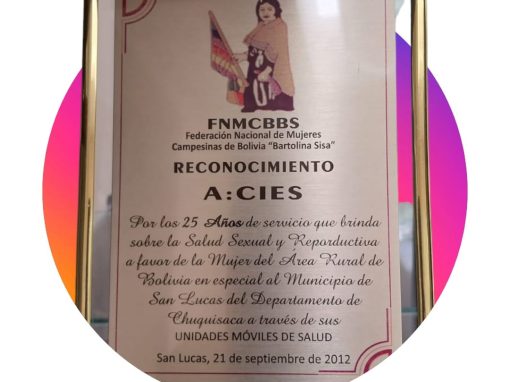 FNMCBBS
Federación Nacional de Mujeres
Campesinas de Bolivia “Bartolina Sisa”
RECONOCIMIENTO
A:CIES
Por los 25 Años de servicio que brinda
sobre la Salud Sexual y Reporductiva
a favor de la Mujer del Área Rural de
Bolivia en especial al Municipio de
San Lucas del Departamento de
Chuquisaca a través de sus
UNIDADES MÓVILES DE SALUD
San Lucas, 21 de septiembre de 2012